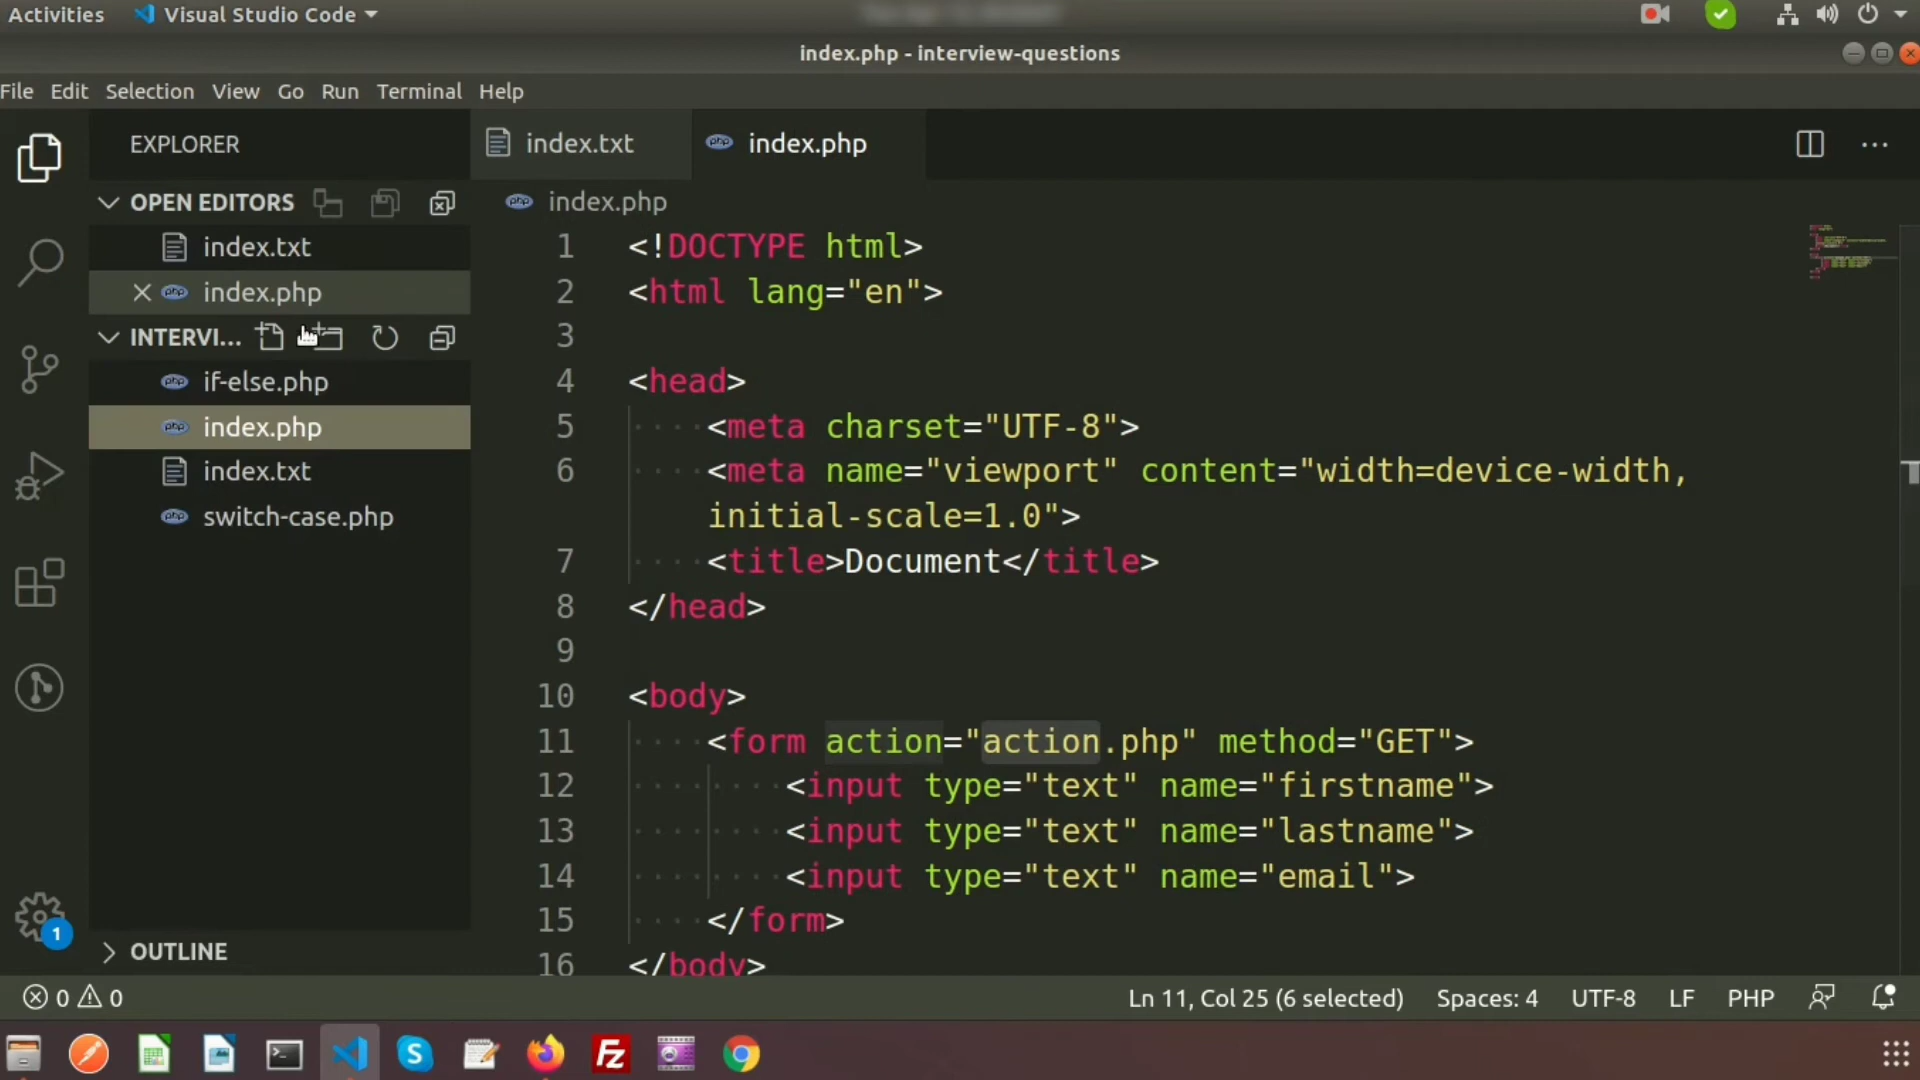 Activities Visual Studio Code
index.php - interview-questions
File Edit Selection View Go Run Terminal Help
EXPLORER
index.txt index.php
OPEN EDITORS
index.php
index.txt
index.php
INTERVI...
if-else.php
index.php
index.txt
switch-case.php
1 <!DOCTYPE html>
2 <html lang="en">
3
4 <head>
5 ····<meta charset="UTF-8">
6 ····<meta name="viewport" content="width=device-width,
initial-scale=1.0">
7 ····<title>Document</title>
8 </head>
9
10 <body>
11 ····<form action="action.php" method="GET">
12 ········<input type="text" name="firstname">
13 ········<input type="text" name="lastname">
14 ········<input type="text" name="email">
15 ····</form>
16 </body>
1
OUTLINE
0 0
Ln 11, Col 25 (6 selected) Spaces: 4 UTF-8 LF PHP
S
Fz